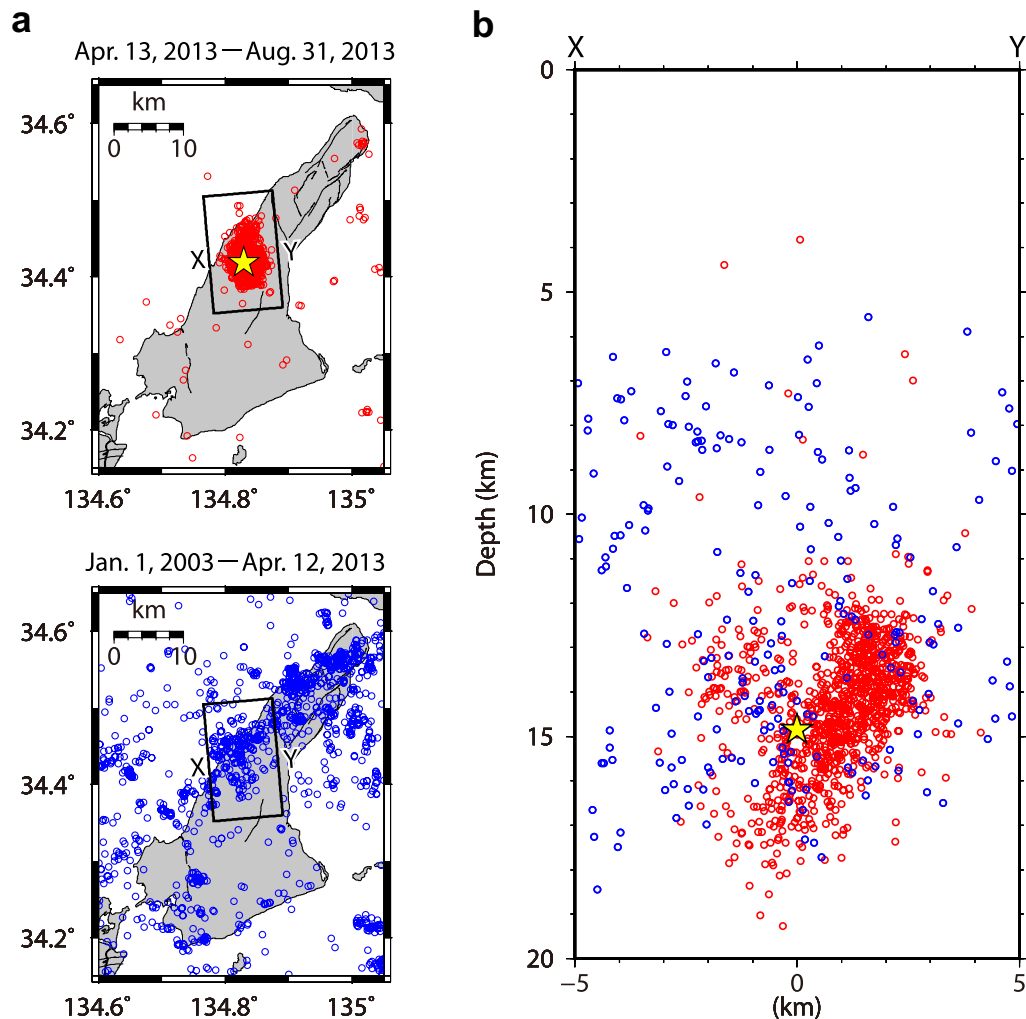 a
Apr. 13, 2013－Aug. 31, 2013
km
0 10
34.6˚
34.4˚
34.2˚
X Y
134.6˚ 134.8˚ 135˚
Jan. 1, 2003－Apr. 12, 2013
km
0 10
34.6˚
34.4˚
34.2˚
X Y
134.6˚ 134.8˚ 135˚
b
X Y
0
5
10
15
20
Depth (km)
−5 0 5
(km)